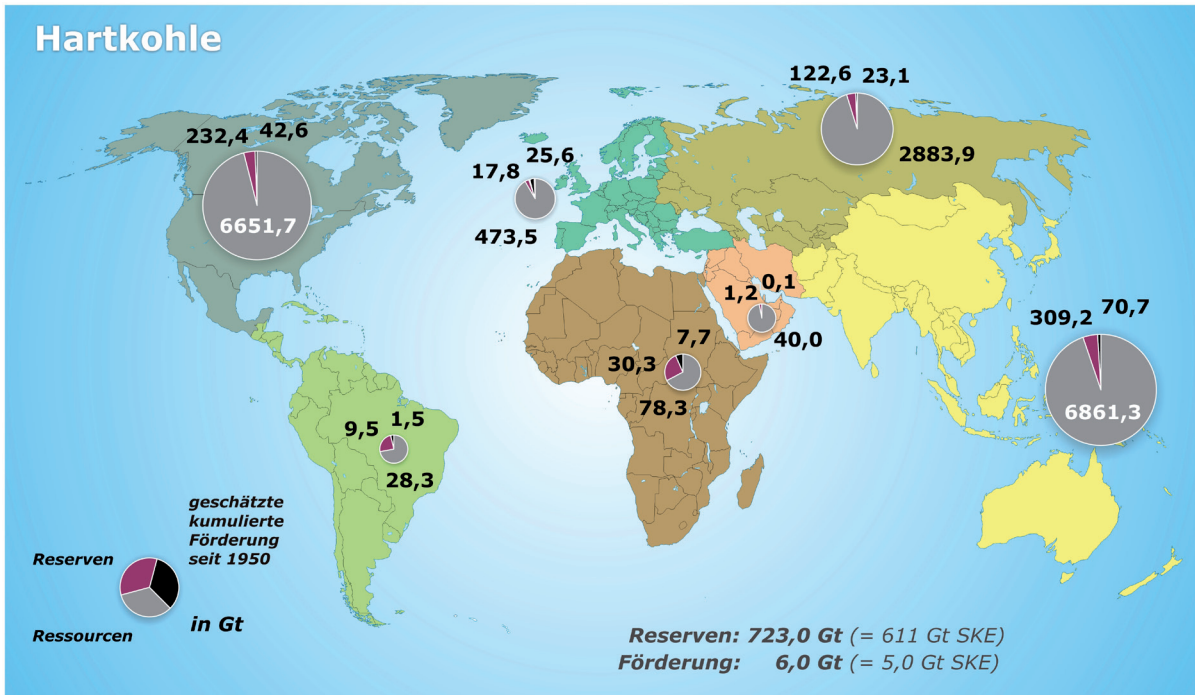 Hartkohle
122,6 23,1
2883,9
232,4 42,6
6651,7
17,8 25,6
473,5
1,2 0,1
40,0
309,2 70,7
6861,3
30,3 7,7
78,3
9,5 1,5
28,3
geschätzte
kumulierte
Förderung
seit 1950
Reserven
Ressourcen
in Gt
Reserven: 723,0 Gt (= 611 Gt SKE)
Förderung: 6,0 Gt (= 5,0 Gt SKE)